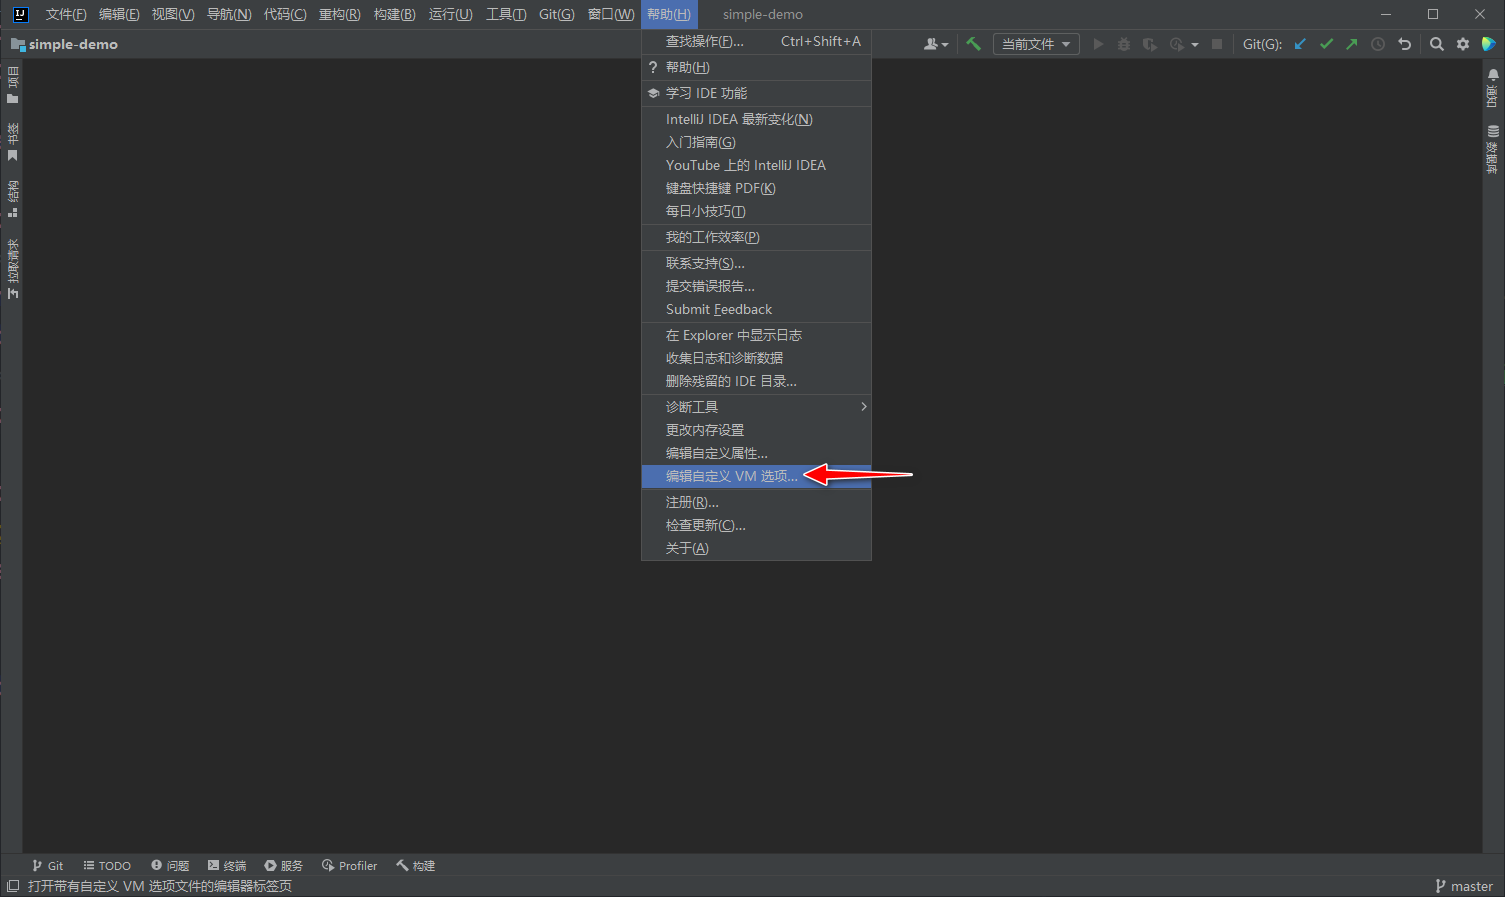 文件(F) 编辑(E) 视图(V) 导航(N) 代码(C) 重构(R) 构建(B) 运行(U) 工具(T) Git(G) 窗口(W) 帮助(H) simple-demo
simple-demo
当前文件
Git(G):
查找操作(F)... Ctrl+Shift+A
? 帮助(H)
学习 IDE 功能
IntelliJ IDEA 最新变化(N)
入门指南(G)
YouTube 上的 IntelliJ IDEA
键盘快捷键 PDF(K)
每日小技巧(T)
我的工作效率(P)
联系支持(S)...
提交错误报告...
Submit Feedback
在 Explorer 中显示日志
收集日志和诊断数据
删除残留的 IDE 目录...
诊断工具
更改内存设置
编辑自定义属性...
编辑自定义 VM 选项...
注册(R)...
检查更新(C)...
关于(A)
项目
书签
结构
拉取请求
通知
数据库
Git TODO 问题 终端 服务 Profiler 构建
打开带有自定义 VM 选项文件的编辑器标签页
master